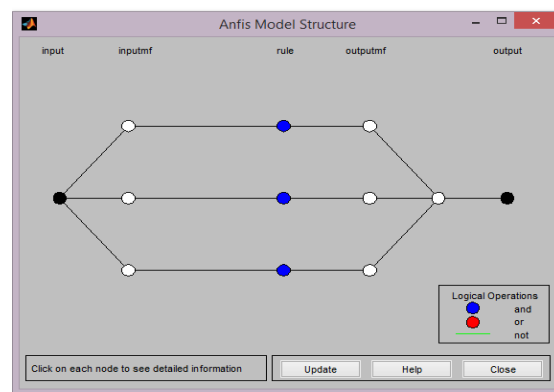 Anfis Model Structure
input inputmf rule outputmf output
Logical Operations
and
or
not
Click on each node to see detailed information
Update Help Close